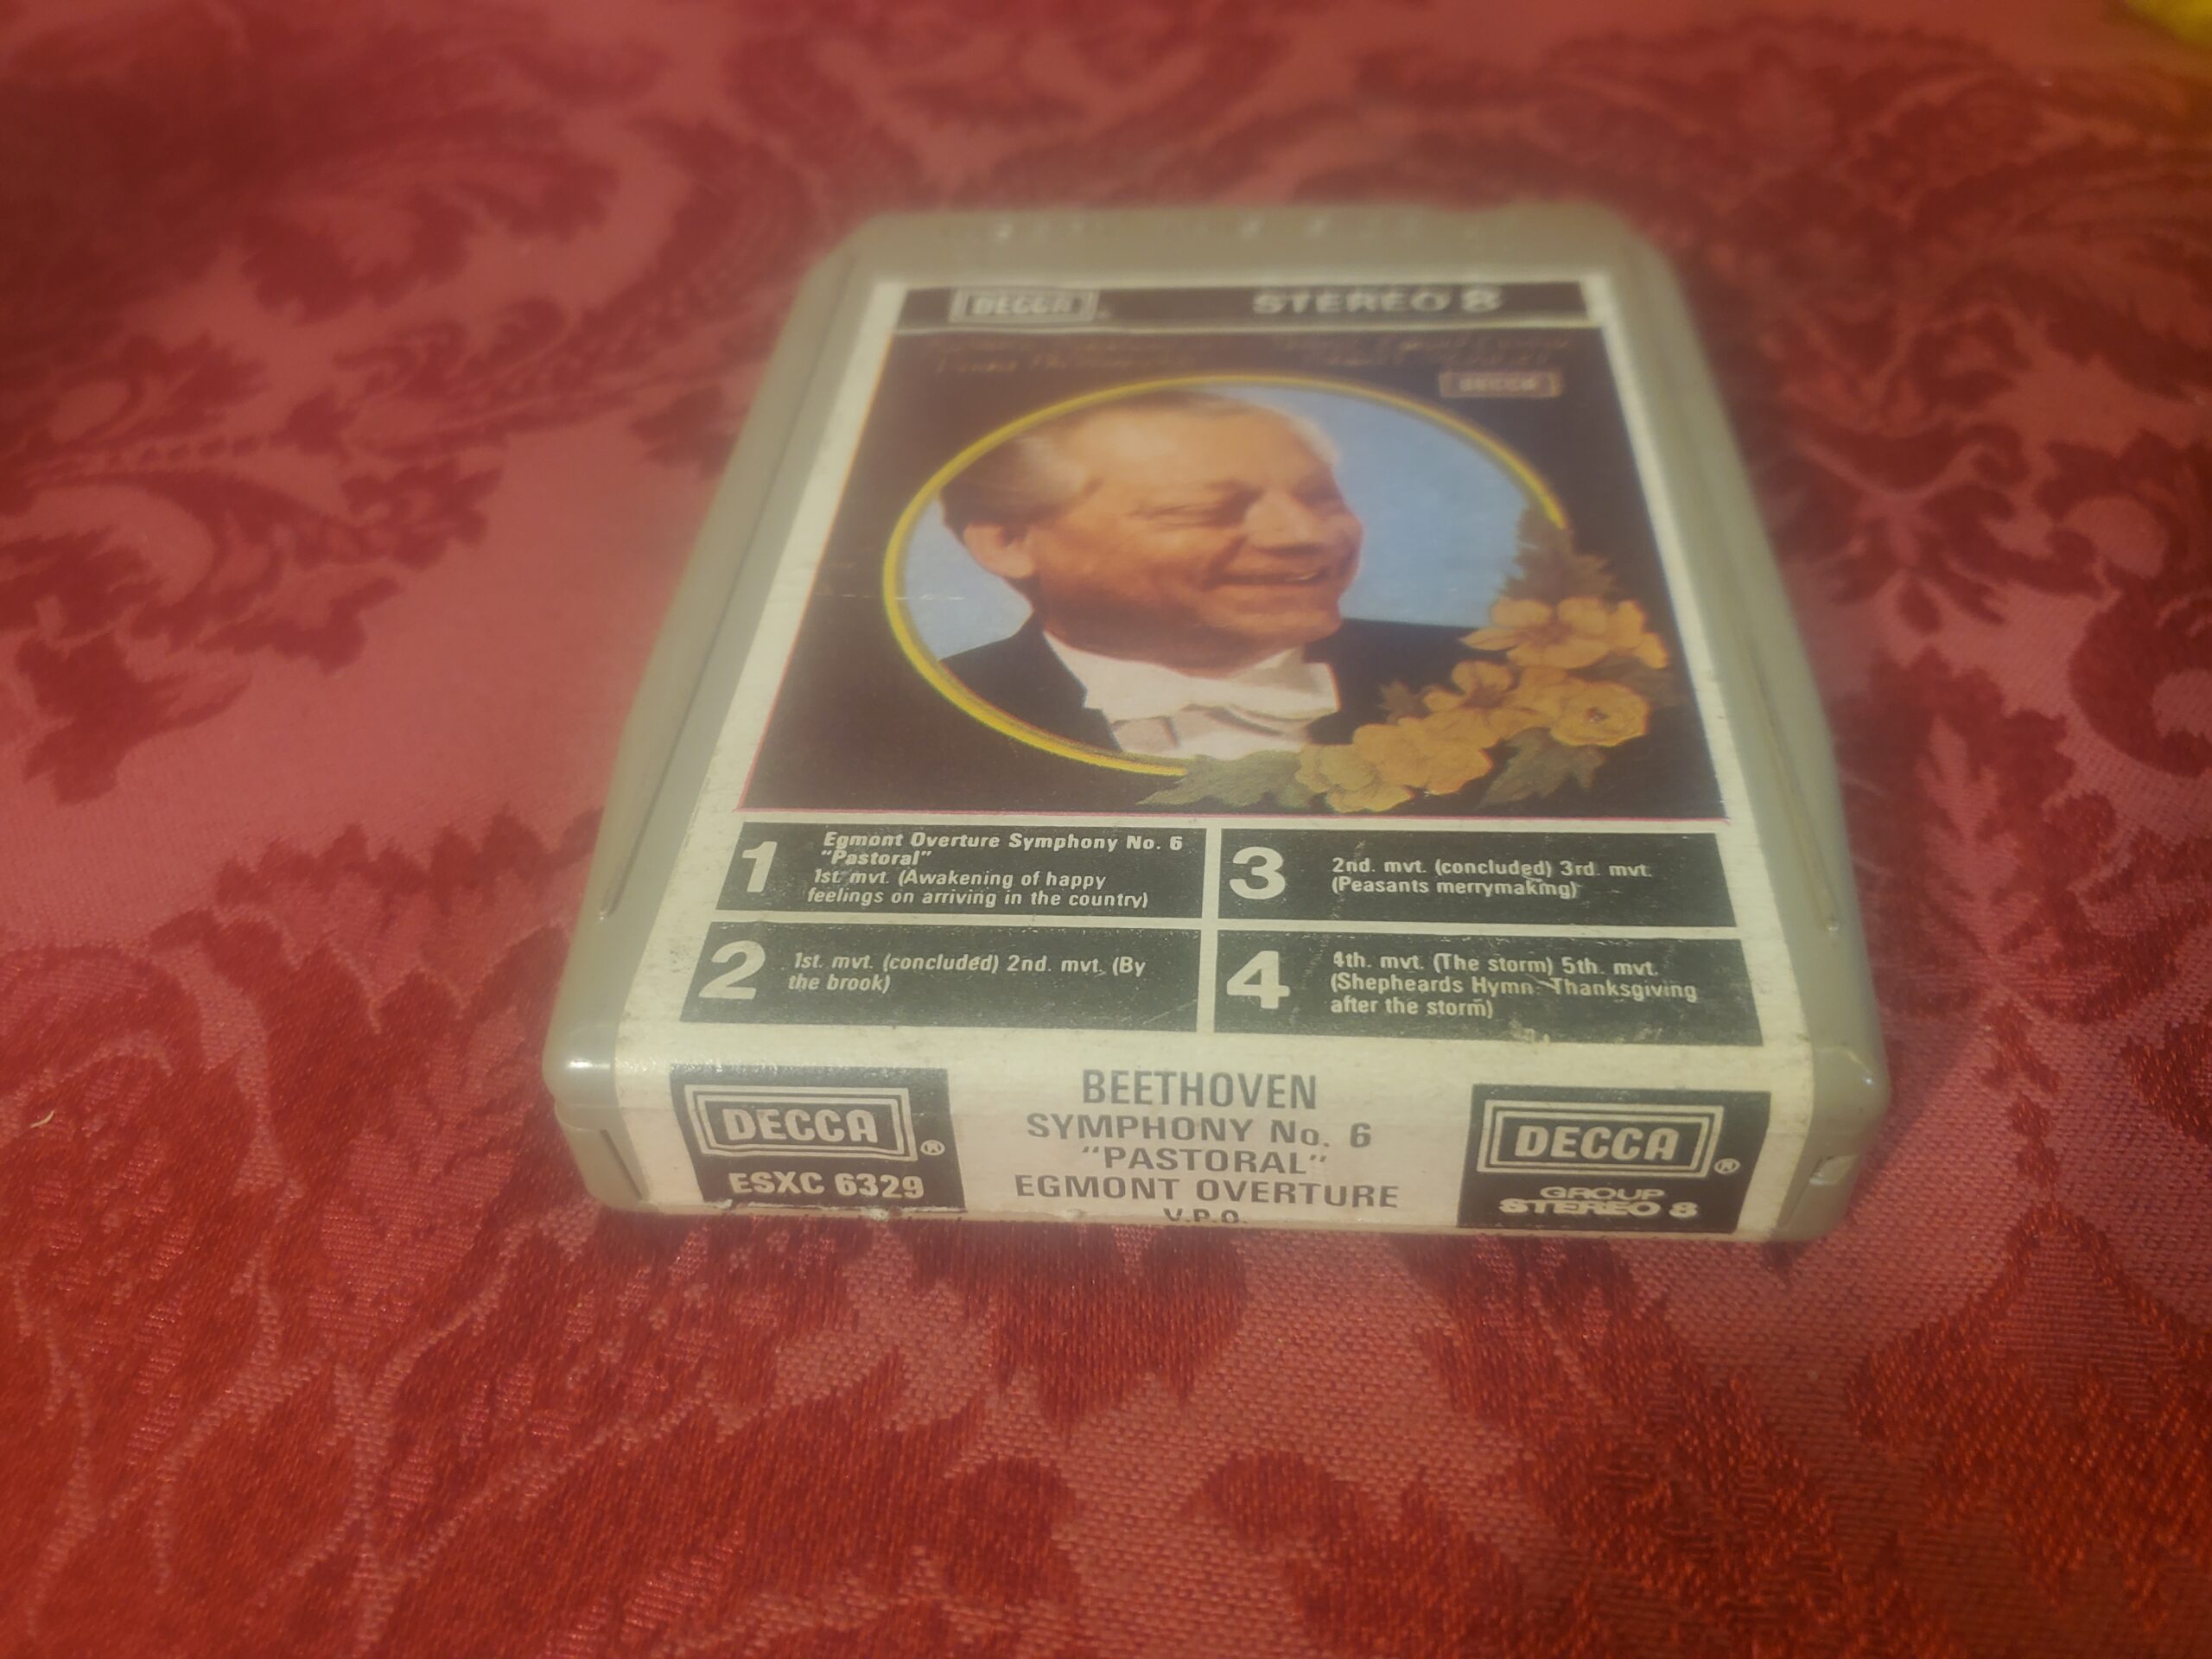 DECCA
STEREO 8
DECCA
1
Egmont Overture Symphony No. 6
"Pastoral"
1st. mvt. (Awakening of happy
feelings on arriving in the country)
2
1st. mvt. (concluded) 2nd. mvt. (By
the brook)
3
2nd. mvt. (concluded) 3rd. mvt.
(Peasants merrymaking)
4
4th. mvt. (The storm) 5th. mvt.
(Shepheards Hymn: Thanksgiving
after the storm)
DECCA®
ESXC 6329
BEETHOVEN
SYMPHONY No. 6
"PASTORAL"
EGMONT OVERTURE
V.P.O.
DECCA®
GROUP
STEREO 8